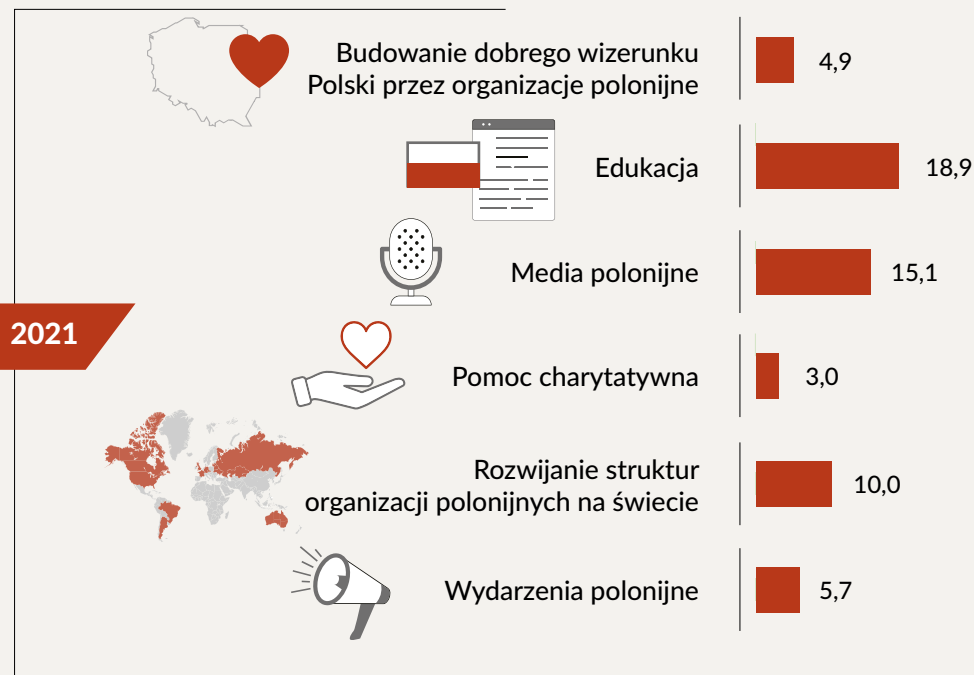 Budowanie dobrego wizerunku
Polski przez organizacje polonijne
4,9
Edukacja
18,9
Media polonijne
15,1
2021
Pomoc charytatywna
3,0
Rozwijanie struktur
organizacji polonijnych na świecie
10,0
Wydarzenia polonijne
5,7